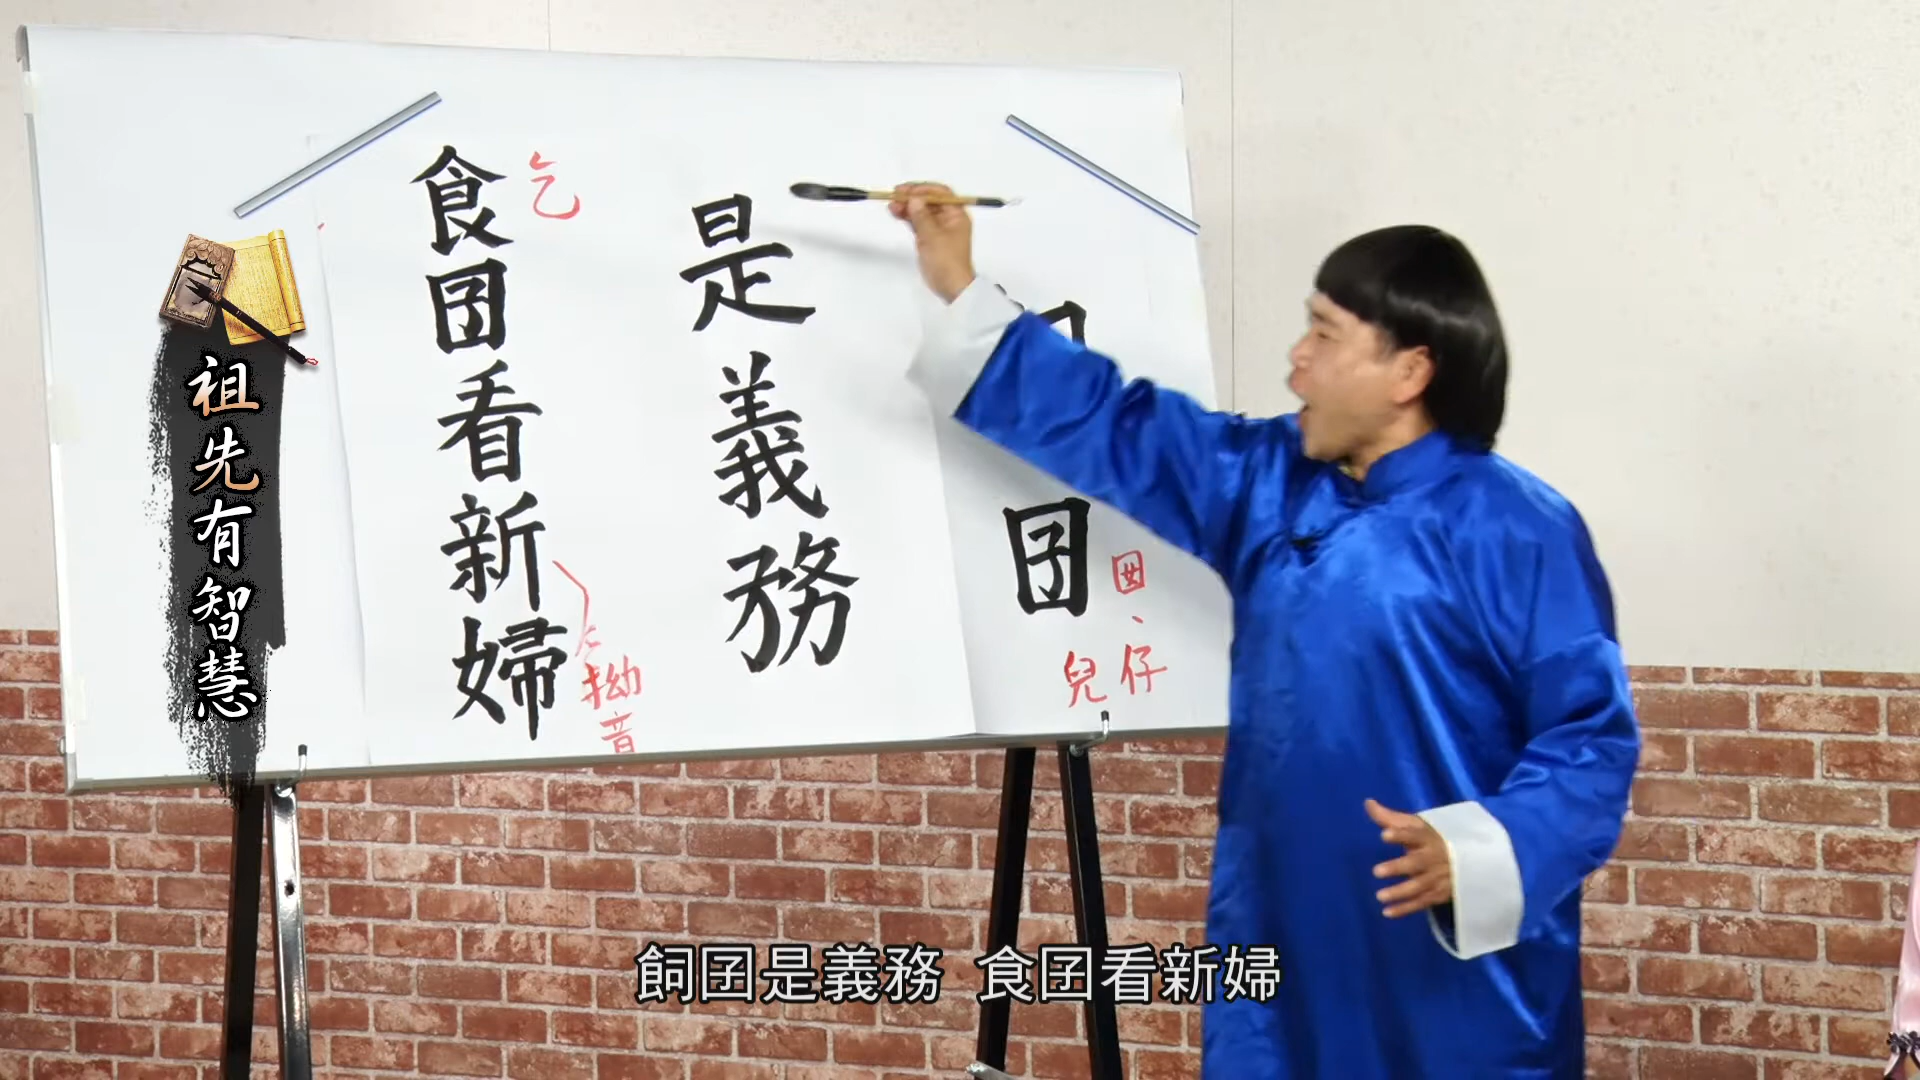 囝
囡、仔
兒
是義務
乞
食囝看新婦
拗音
祖先有智慧
飼囝是義務 食囝看新婦